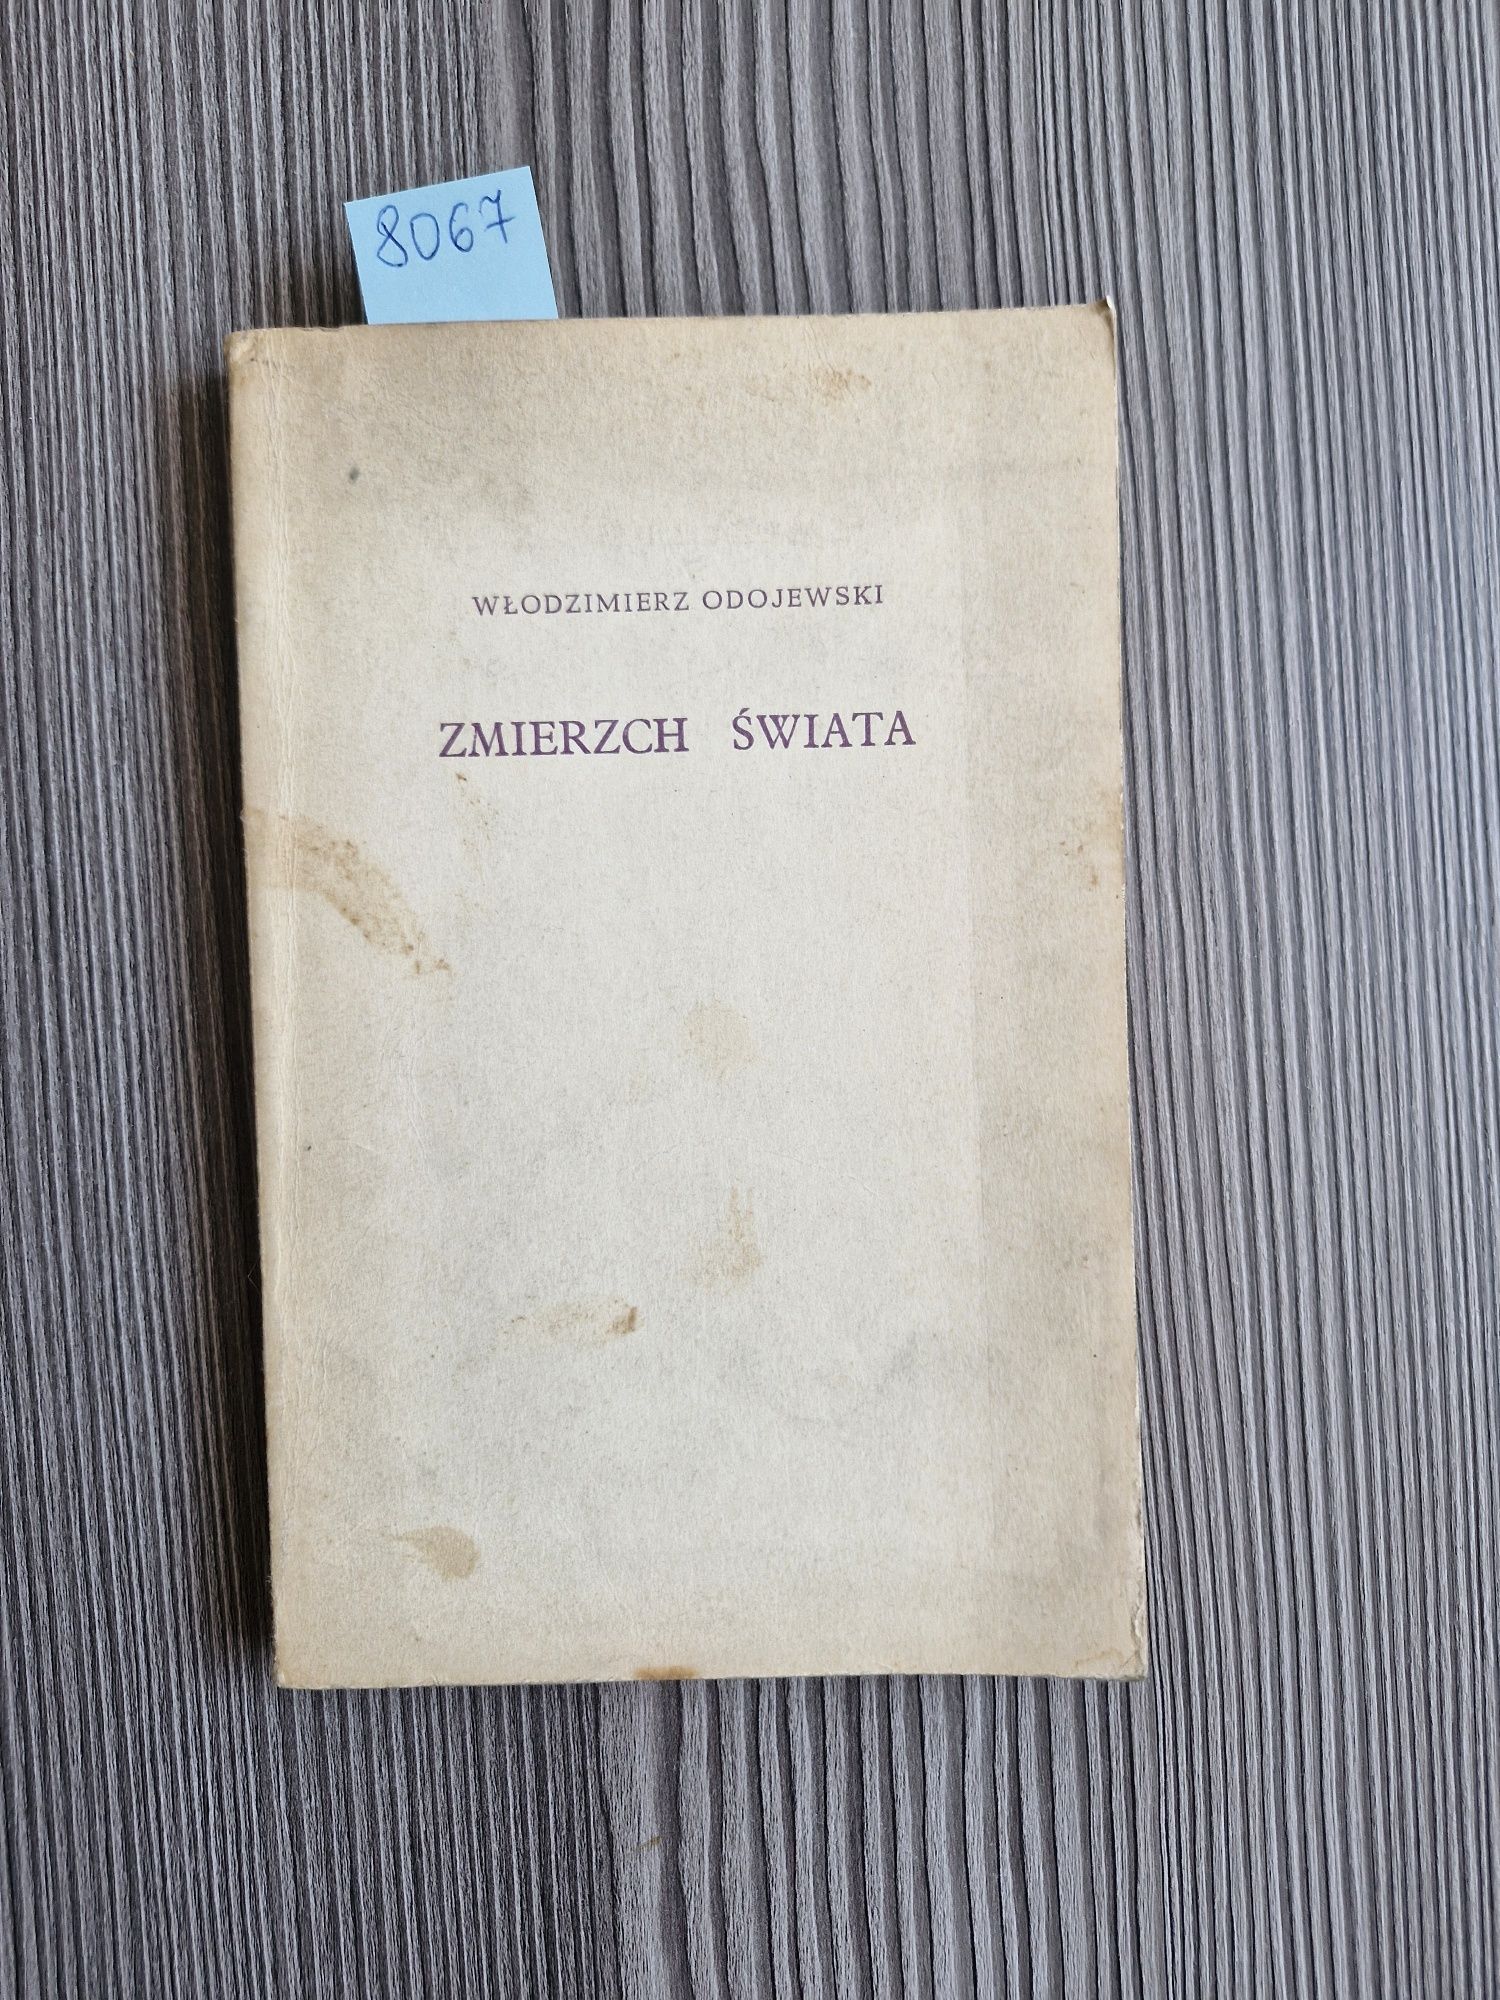 8067
WŁODZIMIERZ ODOJEWSKI
ZMIERZCH ŚWIATA